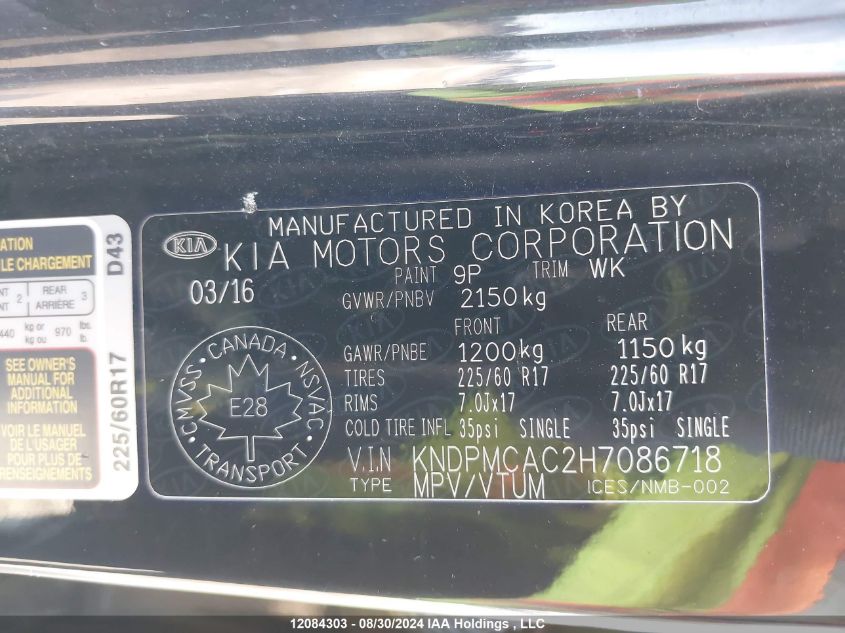 MANUFACTURED IN KOREA BY
KIA KIA MOTORS CORPORATION
03/16
PAINT 9P TRIM WK
GVWR/PNBV 2150kg
FRONT REAR
GAWR/PNBE 1200kg 1150kg
TIRES 225/60 R17 225/60 R17
RIMS 7.0Jx17 7.0Jx17
COLD TIRE INFL 35psi SINGLE 35psi SINGLE
V.I.N KNDPMCAC2H7086718
TYPE MPV/VTUM ICES/NMB-002
CANADA
CMVSS NSVAC
E28
TRANSPORT
ATION
LE CHARGEMENT
NT 2 REAR 3
NT ARRIÈRE
440 kg or 970 lbs.
kg ou lb.
SEE OWNER'S
MANUAL FOR
ADDITIONAL
INFORMATION
VOIR LE MANUEL
DE L'USAGER
POUR PLUS DE
RENSEIGNEMENTS
225/60R17 D43
12084303 - 08/30/2024 IAA Holdings, LLC